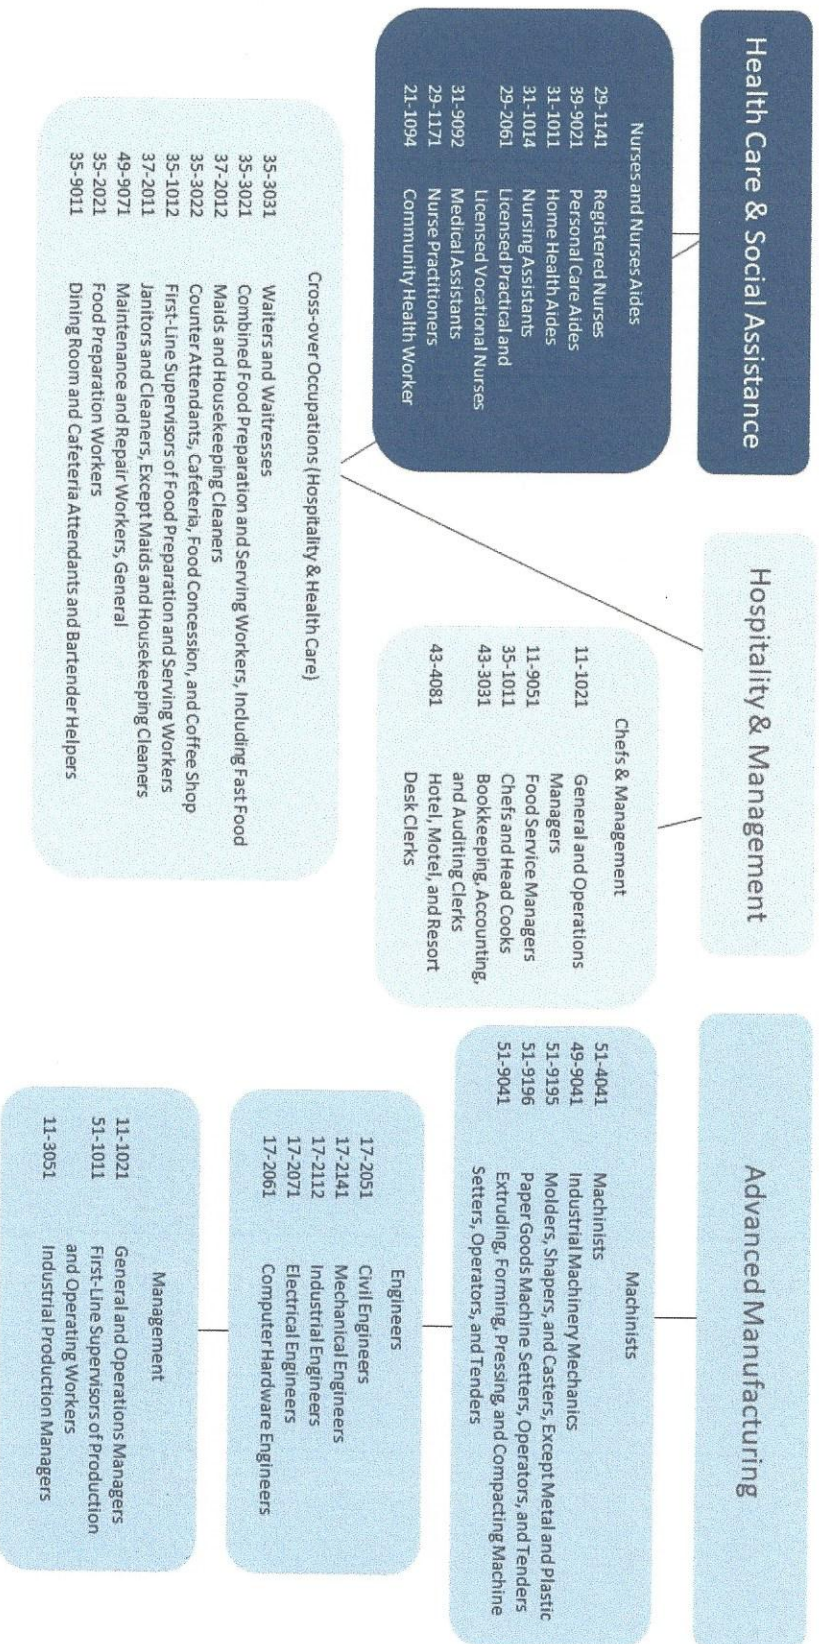 Health Care & Social Assistance
Nurses and Nurses Aides
29-1141 Registered Nurses
39-9021 Personal Care Aides
31-1011 Home Health Aides
31-1014 Nursing Assistants
29-2061 Licensed Practical and
Licensed Vocational Nurses
31-9092 Medical Assistants
29-1171 Nurse Practitioners
21-1094 Community Health Worker
Cross-over Occupations (Hospitality & Health Care)
35-3031 Waiters and Waitresses
35-3021 Combined Food Preparation and Serving Workers, Including Fast Food
37-2012 Maids and Housekeeping Cleaners
35-3022 Counter Attendants, Cafeteria, Food Concession, and Coffee Shop
35-1012 First-Line Supervisors of Food Preparation and Serving Workers
37-2011 Janitors and Cleaners, Except Maids and Housekeeping Cleaners
49-9071 Maintenance and Repair Workers, General
35-2021 Food Preparation Workers
35-9011 Dining Room and Cafeteria Attendants and Bartender Helpers
Hospitality & Management
Chefs & Management
11-1021 General and Operations
Managers
11-9051 Food Service Managers
35-1011 Chefs and Head Cooks
43-3031 Bookkeeping, Accounting,
and Auditing Clerks
43-4081 Hotel, Motel, and Resort
Desk Clerks
Advanced Manufacturing
Machinists
51-4041 Machinists
49-9041 Industrial Machinery Mechanics
51-9195 Molders, Shapers, and Casters, Except Metal and Plastic
51-9196 Paper Goods Machine Setters, Operators, and Tenders
51-9041 Extruding, Forming, Pressing, and Compacting Machine
Setters, Operators, and Tenders
Engineers
17-2051 Civil Engineers
17-2141 Mechanical Engineers
17-2112 Industrial Engineers
17-2071 Electrical Engineers
17-2061 Computer Hardware Engineers
Management
11-1021 General and Operations Managers
51-1011 First-Line Supervisors of Production
and Operating Workers
11-3051 Industrial Production Managers